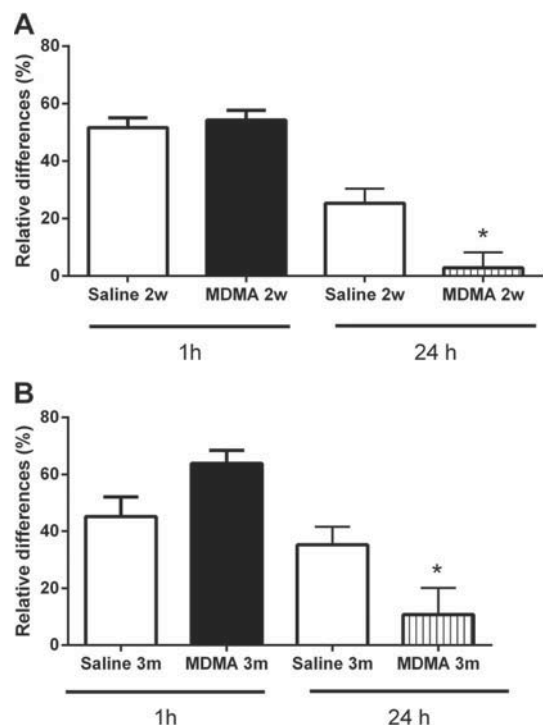 A
Relative differences (%)
80
60
40
20
0
*
Saline 2w MDMA 2w Saline 2w MDMA 2w
1h 24 h
B
Relative differences (%)
80
60
40
20
0
*
Saline 3m MDMA 3m Saline 3m MDMA 3m
1h 24 h